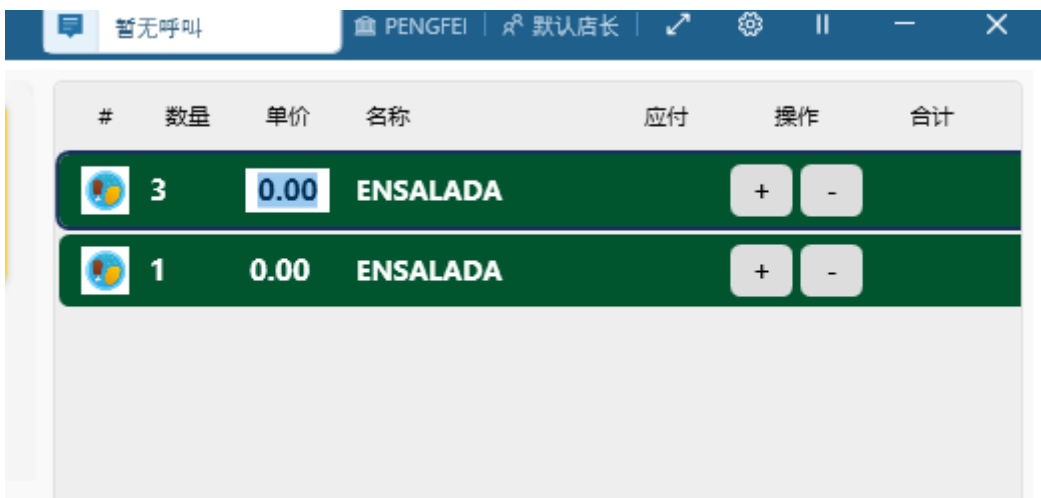 暂无呼叫 PENGFEI 默认店长
# 数量 单价 名称 应付 操作 合计
3 0.00 ENSALADA + -
1 0.00 ENSALADA + -